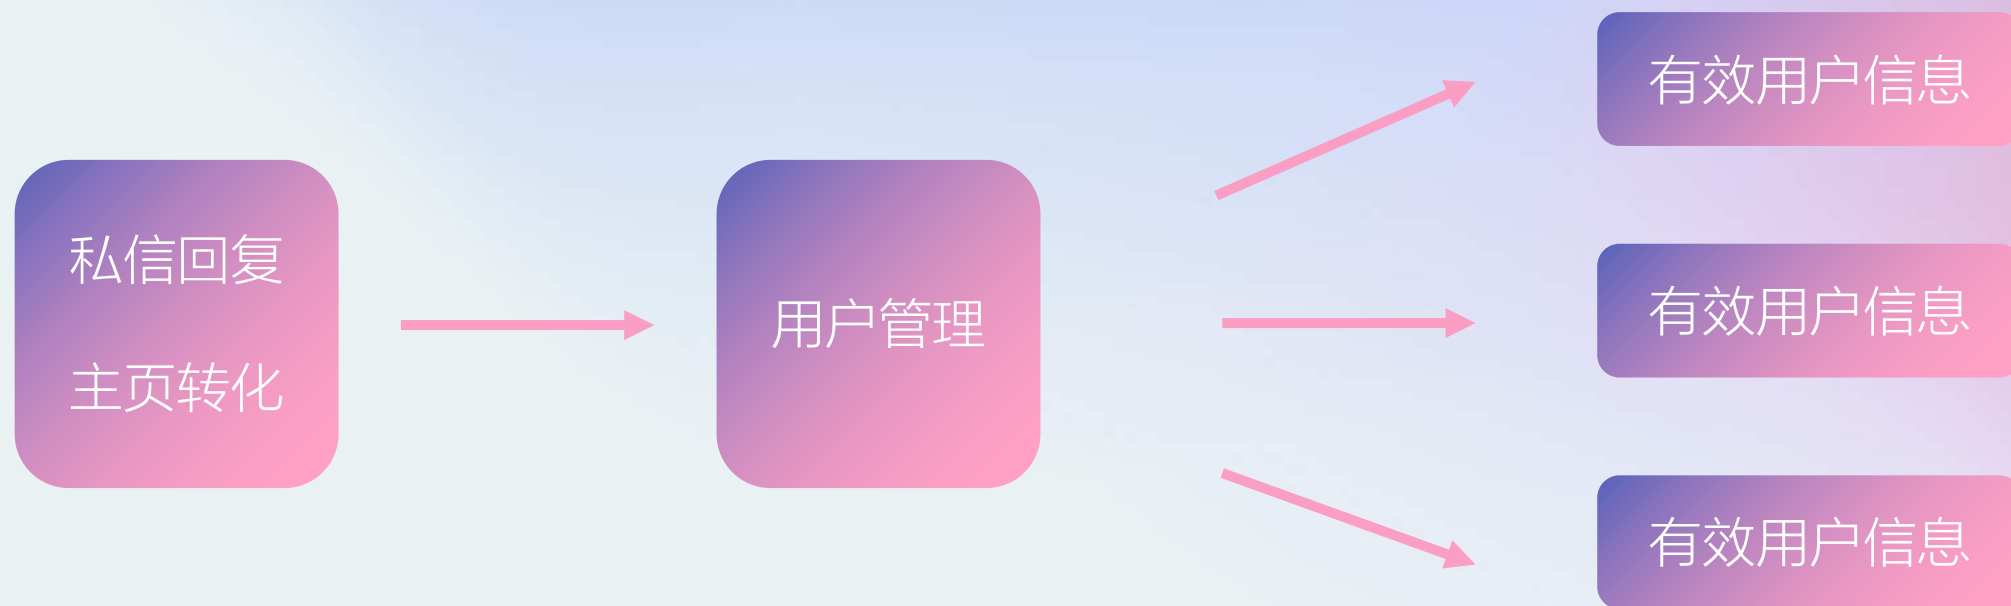 私信回复
主页转化
用户管理
有效用户信息
有效用户信息
有效用户信息